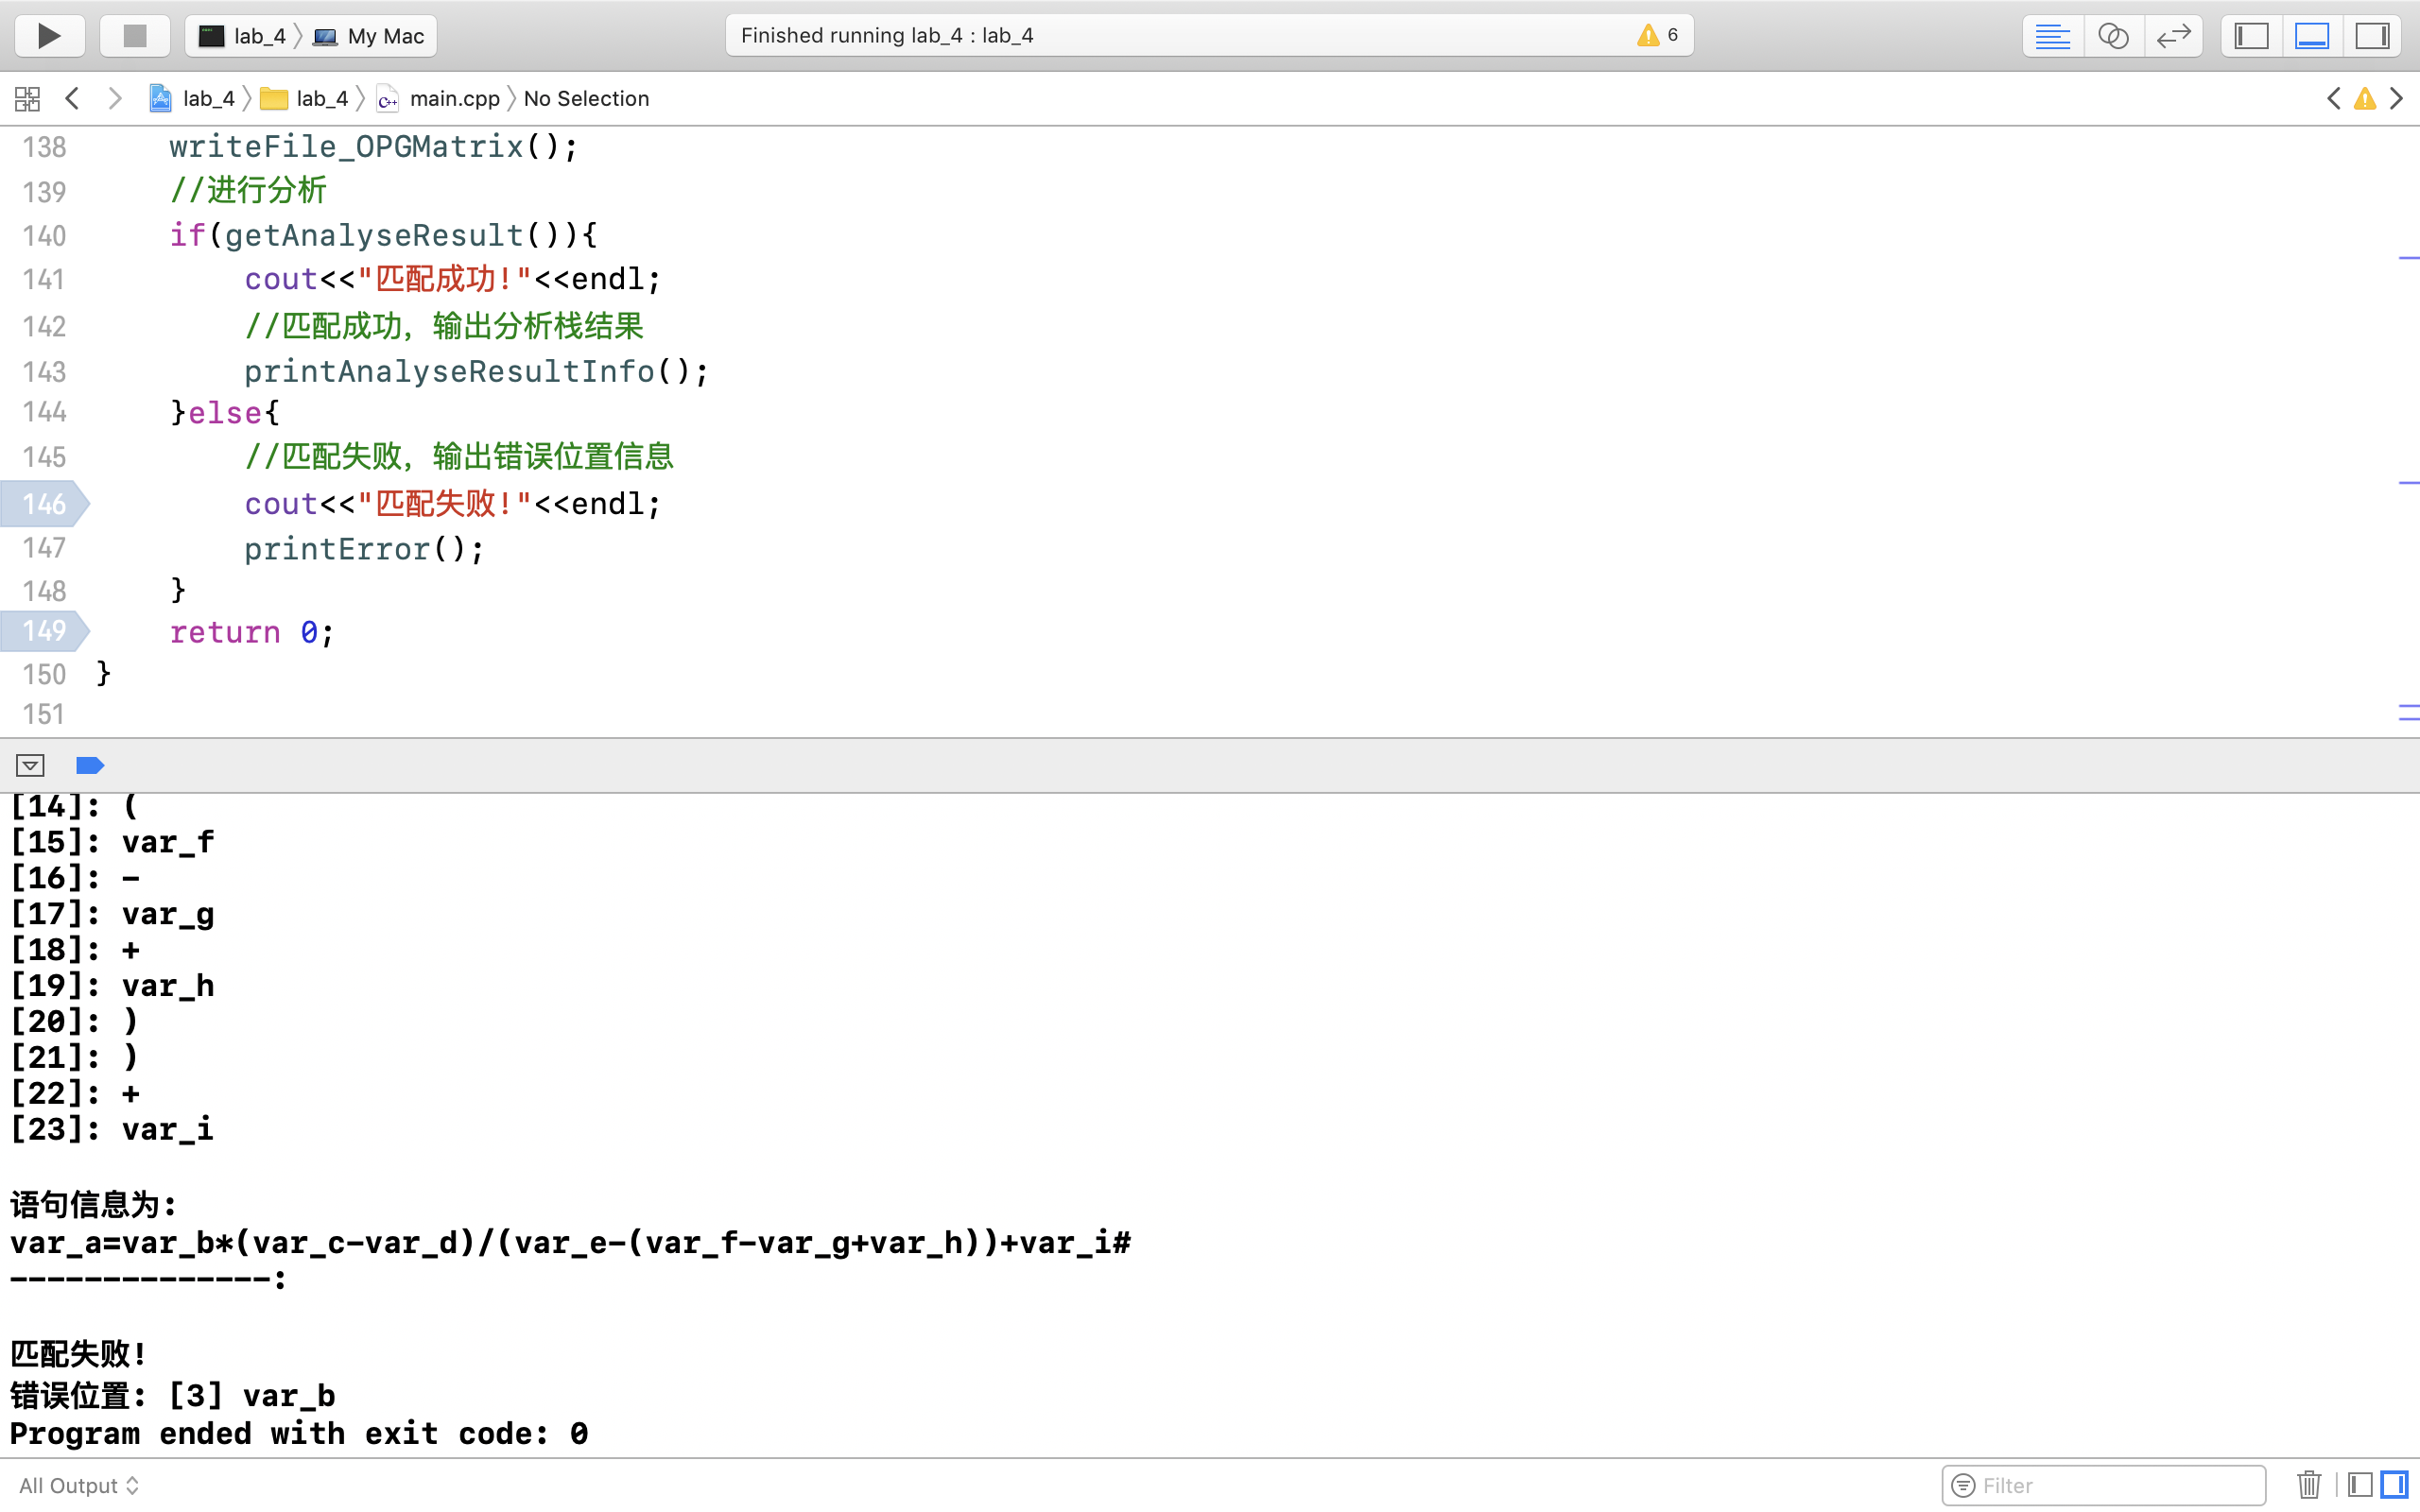 lab_4 〉 My Mac
Finished running lab_4 : lab_4
6
lab_4 〉 lab_4 〉 main.cpp 〉 No Selection
138 writeFile_OPGMatrix();
139 //进行分析
140 if(getAnalyseResult()){
141 cout<<"匹配成功!"<<endl;
142 //匹配成功，输出分析栈结果
143 printAnalyseResultInfo();
144 }else{
145 //匹配失败，输出错误位置信息
146 cout<<"匹配失败!"<<endl;
147 printError();
148 }
149 return 0;
150 }
151
[14]: (
[15]: var_f
[16]: -
[17]: var_g
[18]: +
[19]: var_h
[20]: )
[21]: )
[22]: +
[23]: var_i
语句信息为:
var_a=var_b*(var_c-var_d)/(var_e-(var_f-var_g+var_h))+var_i#
--------------:
匹配失败!
错误位置: [3] var_b
Program ended with exit code: 0
All Output
Filter